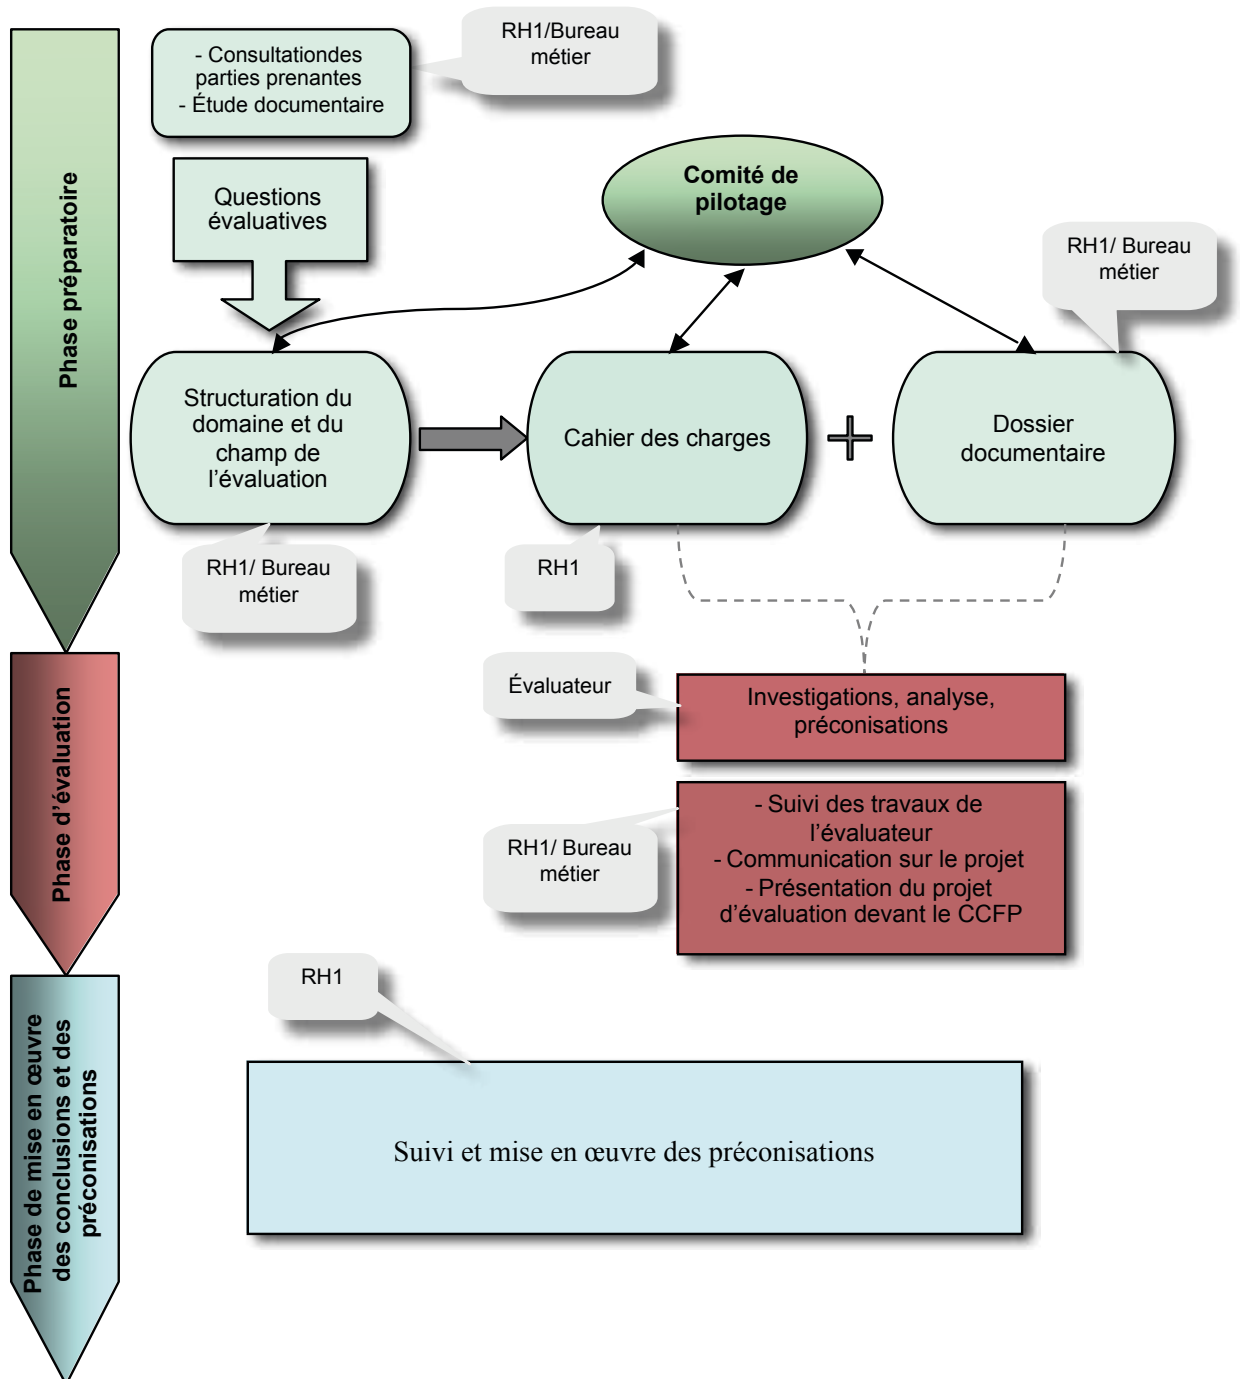 Phase préparatoire
- Consultationdes
parties prenantes
- Étude documentaire
RH1/Bureau
métier
Questions
évaluatives
Comité de
pilotage
RH1/ Bureau
métier
Structuration du
domaine et du
champ de
l’évaluation
Cahier des charges
Dossier
documentaire
RH1/ Bureau
métier
RH1
Phase d’évaluation
Évaluateur
Investigations, analyse,
préconisations
RH1/ Bureau
métier
- Suivi des travaux de
l’évaluateur
- Communication sur le projet
- Présentation du projet
d’évaluation devant le CCFP
Phase de mise en œuvre
des conclusions et des
préconisations
RH1
Suivi et mise en œuvre des préconisations